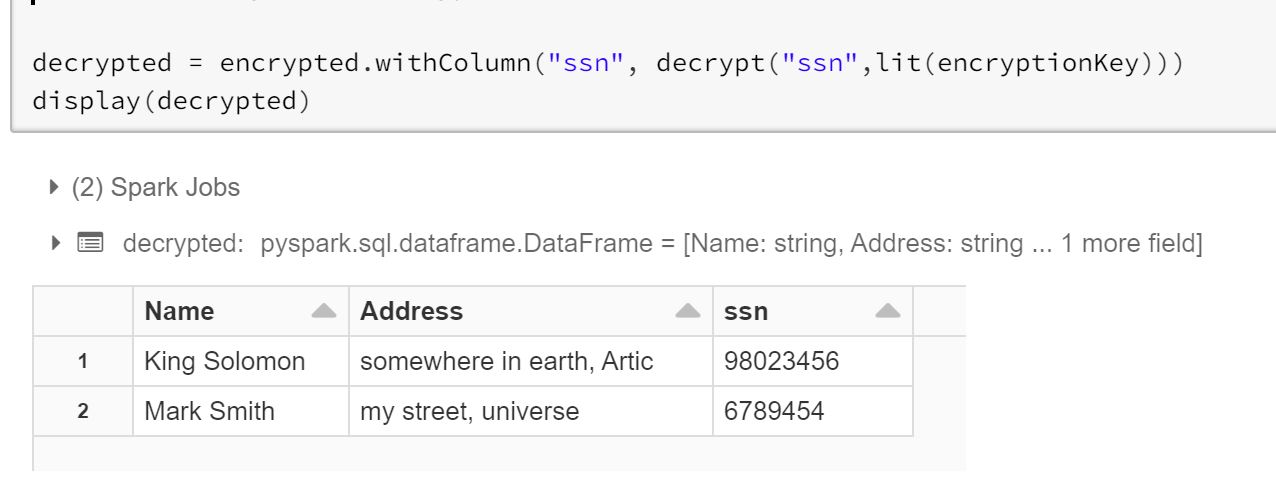 decrypted = encrypted.withColumn("ssn", decrypt("ssn",lit(encryptionKey)))
display(decrypted)
(2) Spark Jobs
decrypted: pyspark.sql.dataframe.DataFrame = [Name: string, Address: string ... 1 more field]
Name Address ssn
1 King Solomon somewhere in earth, Artic 98023456
2 Mark Smith my street, universe 6789454